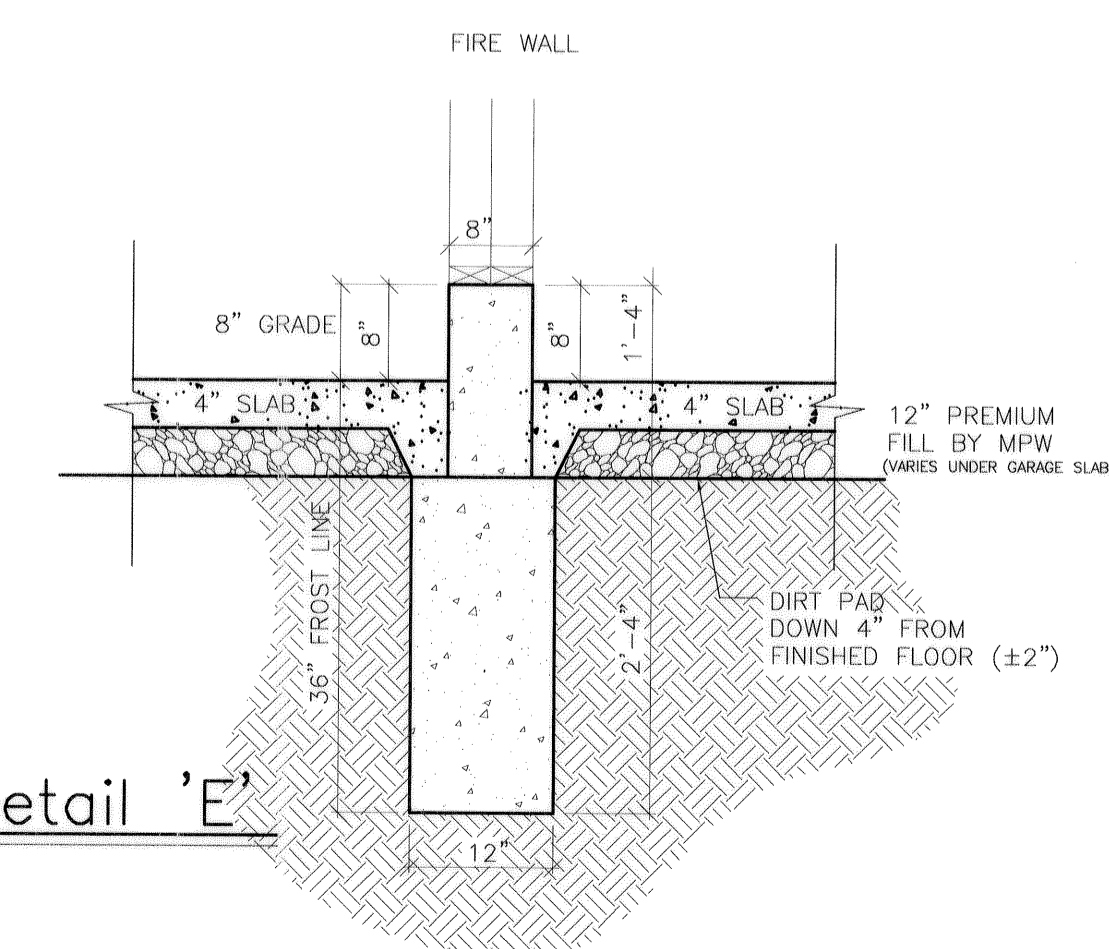 FIRE WALL
8"
8" GRADE
8"
8"
1'-4"
4" SLAB
4" SLAB
12" PREMIUM
FILL BY MPW
(VARIES UNDER GARAGE SLAB
36" FROST LINE
2'-4"
DIRT PAD
DOWN 4" FROM
FINISHED FLOOR (±2")
etail 'E'
12"